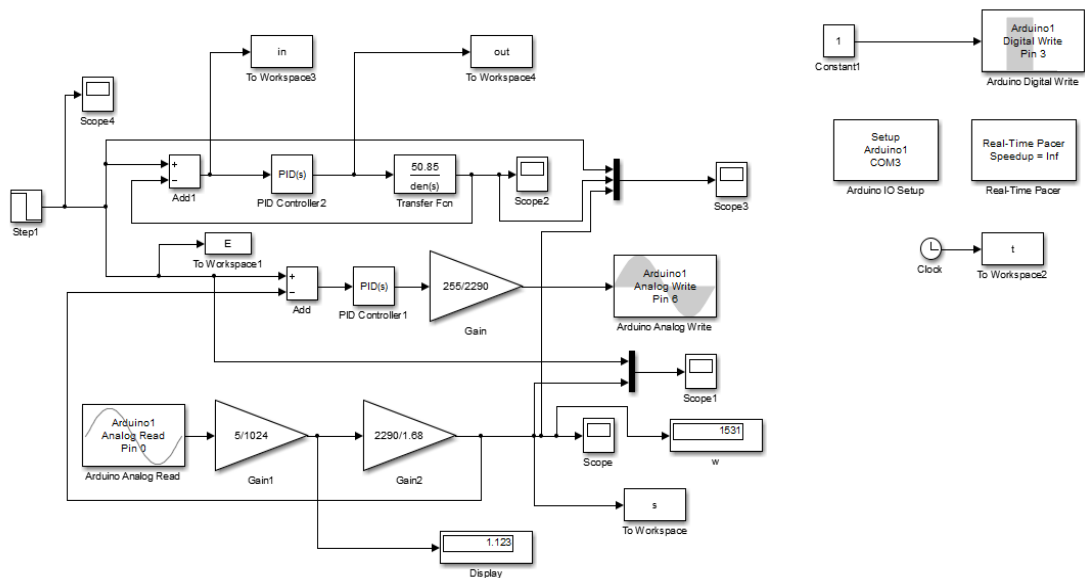 in
To Workspace3
out
To Workspace4
1
Constant1
Arduino1
Digital Write
Pin 3
Arduino Digital Write
Scope4
+
−
Add1
PID(s)
PID Controller2
50.85
den(s)
Transfer Fcn
Scope2
Scope3
Setup
Arduino1
COM3
Arduino IO Setup
Real-Time Pacer
Speedup = Inf
Real-Time Pacer
Step1
E
To Workspace1
+
−
Add
PID(s)
PID Controller1
255/2290
Gain
Arduino1
Analog Write
Pin 6
Arduino Analog Write
Clock
t
To Workspace2
Scope1
Arduino1
Analog Read
Pin 0
Arduino Analog Read
5/1024
Gain1
2290/1.68
Gain2
Scope
1531
w
s
To Workspace
1.123
Display